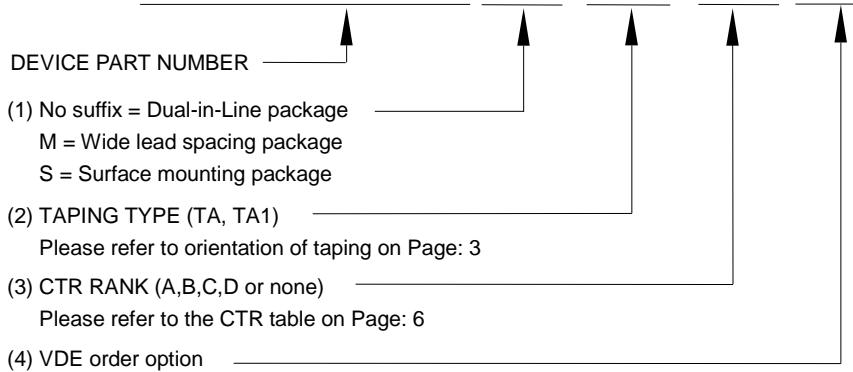 DEVICE PART NUMBER
(1) No suffix = Dual-in-Line package
M = Wide lead spacing package
S = Surface mounting package
(2) TAPING TYPE (TA, TA1)
Please refer to orientation of taping on Page: 3
(3) CTR RANK (A,B,C,D or none)
Please refer to the CTR table on Page: 6
(4) VDE order option